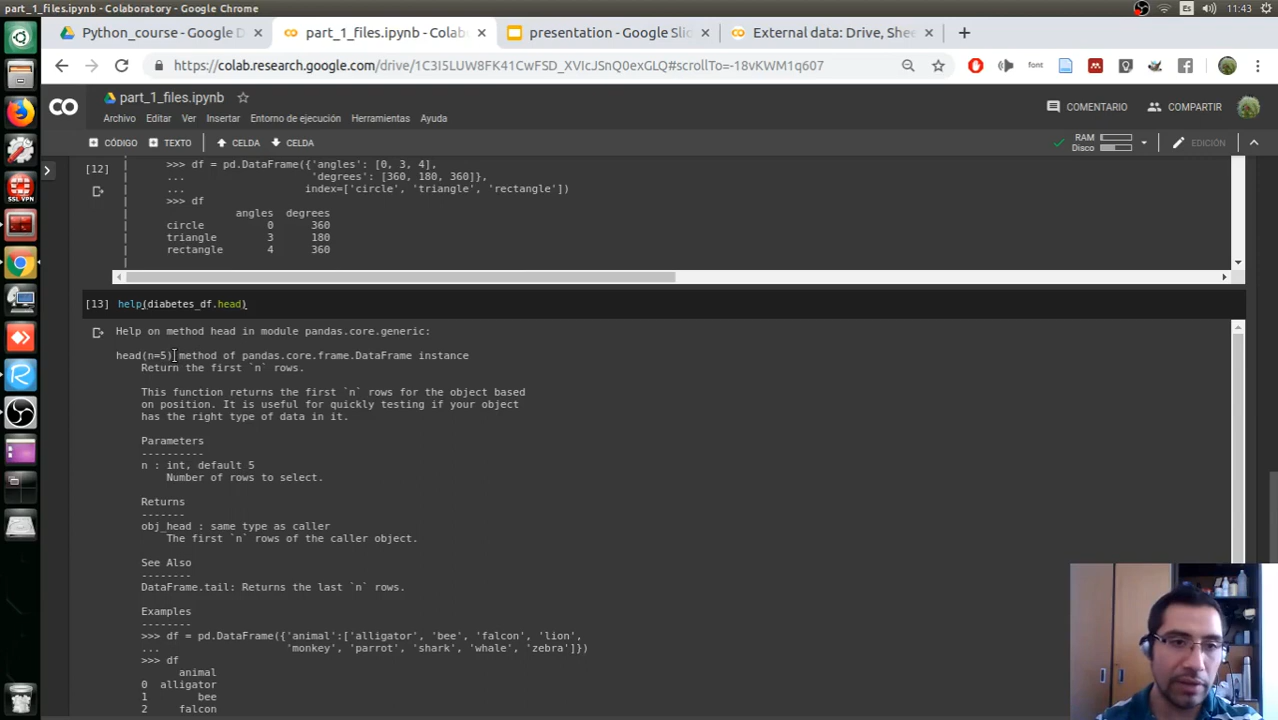 part_1_files.ipynb - Colaboratory - Google Chrome
Es
11:43
Python_course - Google D
part_1_files.ipynb - Colab
presentation - Google Slid
External data: Drive, Shee
https://colab.research.google.com/drive/1C3I5LUW8FK41CwFSD_XVIcJSnQ0exGLQ#scrollTo=-18vKWM1q607
font
CO
part_1_files.ipynb
COMENTARIO
COMPARTIR
Archivo Editar Ver Insertar Entorno de ejecución Herramientas Ayuda
CÓDIGO TEXTO CELDA CELDA
RAM
Disco
EDICIÓN
[12]
>>> df = pd.DataFrame({'angles': [0, 3, 4],
... 'degrees': [360, 180, 360]},
... index=['circle', 'triangle', 'rectangle'])
>>> df
angles degrees
circle 0 360
triangle 3 180
rectangle 4 360
[13] help(diabetes_df.head)
Help on method head in module pandas.core.generic:
head(n=5) method of pandas.core.frame.DataFrame instance
Return the first `n` rows.
This function returns the first `n` rows for the object based
on position. It is useful for quickly testing if your object
has the right type of data in it.
Parameters
----------
n : int, default 5
Number of rows to select.
Returns
-------
obj_head : same type as caller
The first `n` rows of the caller object.
See Also
--------
DataFrame.tail: Returns the last `n` rows.
Examples
--------
>>> df = pd.DataFrame({'animal':['alligator', 'bee', 'falcon', 'lion',
... 'monkey', 'parrot', 'shark', 'whale', 'zebra']})
>>> df
animal
0 alligator
1 bee
2 falcon
SSL VPN